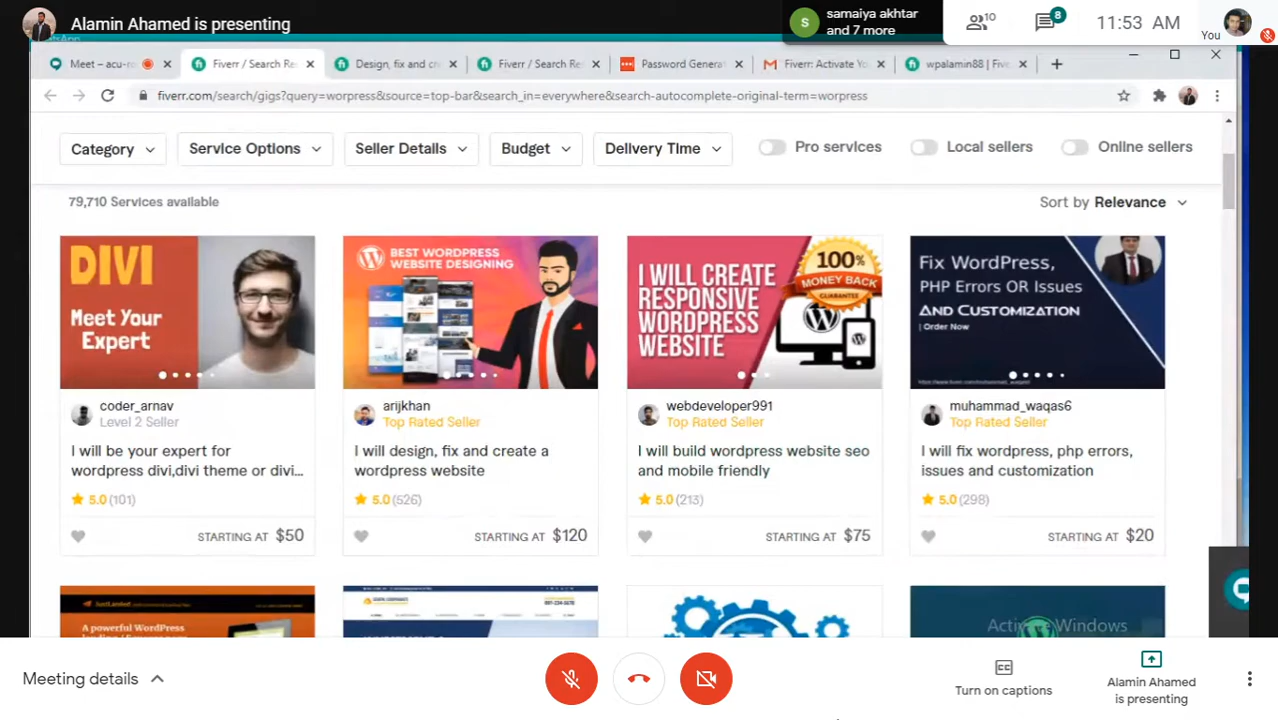 Alamin Ahamed is presenting
samaiya akhtar
and 7 more
S
10
8
11:53 AM
You
Meet – acu-ro
Fiverr / Search Re
Design, fix and cr
Fiverr / Search Re
Password Genera
Fiverr: Activate Yo
wpalamin88 | Five
fiverr.com/search/gigs?query=worpress&source=top-bar&search_in=everywhere&search-autocomplete-original-term=worpress
Category
Service Options
Seller Details
Budget
Delivery Time
Pro services
Local sellers
Online sellers
79,710 Services available
Sort by Relevance
DIVI
Meet Your
Expert
BEST WORDPRESS
WEBSITE DESIGNING
I WILL CREATE
RESPONSIVE
WORDPRESS
WEBSITE
100%
MONEY BACK
GUARANTEE
Fix WordPress,
PHP Errors OR Issues
And Customization
| Order Now
coder_arnav
Level 2 Seller
arijkhan
Top Rated Seller
webdeveloper991
Top Rated Seller
muhammad_waqas6
Top Rated Seller
I will be your expert for
wordpress divi,divi theme or divi...
I will design, fix and create a
wordpress website
I will build wordpress website seo
and mobile friendly
I will fix wordpress, php errors,
issues and customization
5.0 (101)
5.0 (526)
5.0 (213)
5.0 (298)
STARTING AT $50
STARTING AT $120
STARTING AT $75
STARTING AT $20
JustLanded
A powerful WordPress
Activate Windows
Meeting details
CC
Turn on captions
Alamin Ahamed
is presenting